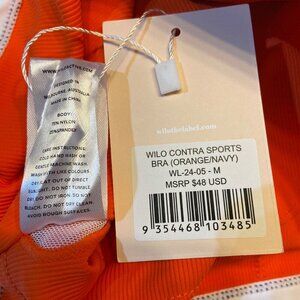 DESIGNED IN
MELBOURNE, AUSTRALIA
MADE IN CHINA
BODY
NYLON
SPANDEX
CARE INSTRUCTIONS:
COLD HAND WASH OR
GENTLE MACHINE WASH.
WASH WITH LIKE COLOURS.
DRY FLAT OUT OF DIRECT
SUNLIGHT. DO NOT TUMBLE
DRY. DO NOT IRON. DO NOT
BLEACH. DO NOT DRY CLEAN.
AVOID ROUGH SURFACES.
wilothelabel.com
WILO CONTRA SPORTS
BRA (ORANGE/NAVY)
WL-24-05 - M
MSRP $48 USD
9 354468 103485